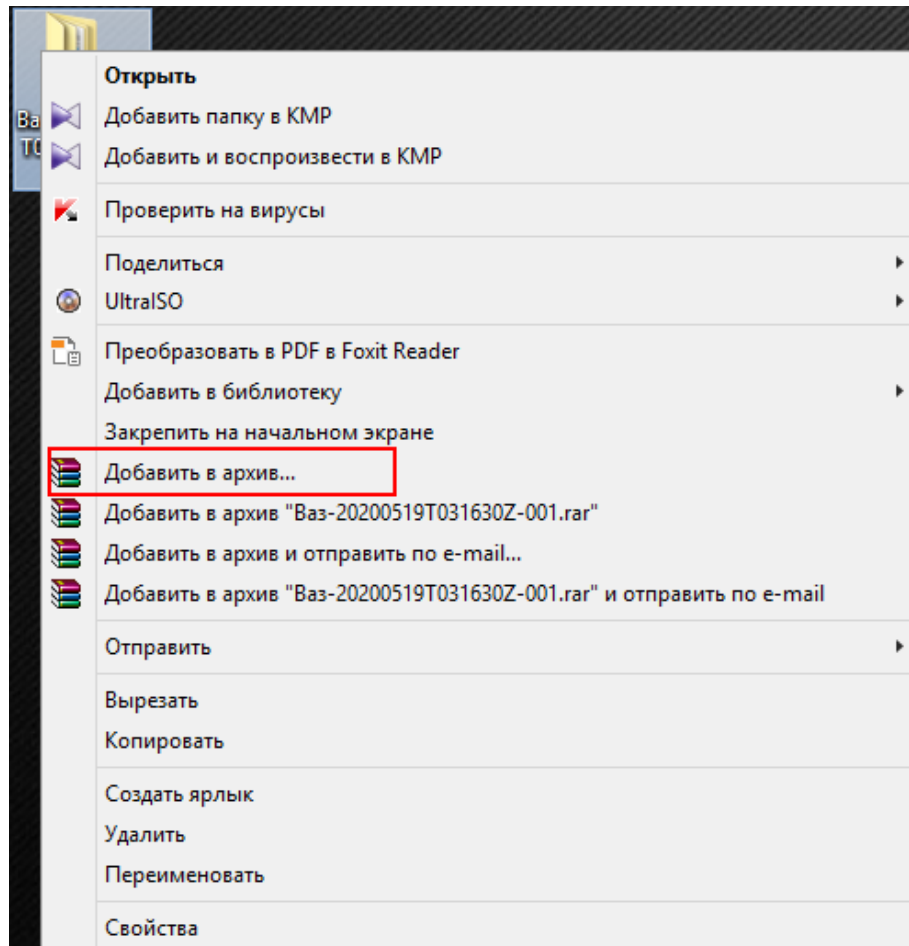 Ва
ТО
Открыть
Добавить папку в KMP
Добавить и воспроизвести в KMP
Проверить на вирусы
Поделиться
UltraISO
Преобразовать в PDF в Foxit Reader
Добавить в библиотеку
Закрепить на начальном экране
Добавить в архив...
Добавить в архив "Ваз-20200519T031630Z-001.rar"
Добавить в архив и отправить по e-mail...
Добавить в архив "Ваз-20200519T031630Z-001.rar" и отправить по e-mail
Отправить
Вырезать
Копировать
Создать ярлык
Удалить
Переименовать
Свойства